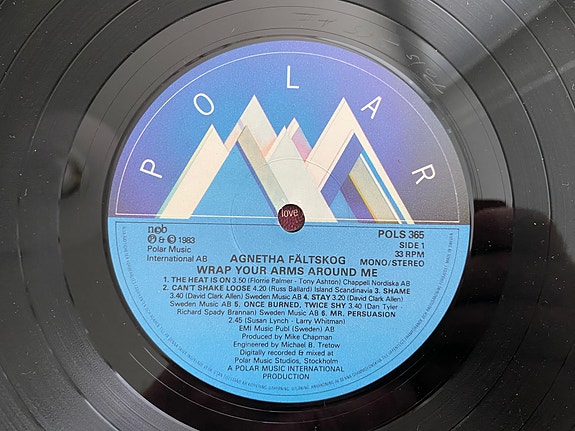 POLAR
love
ncb
℗ & © 1983
Polar Music
International AB
POLS 365
SIDE 1
33 RPM
MONO/STEREO
AGNETHA FÄLTSKOG
WRAP YOUR ARMS AROUND ME
1. THE HEAT IS ON 3.50 (Florrie Palmer - Tony Ashton) Chappell Nordiska AB
2. CAN'T SHAKE LOOSE 4.20 (Russ Ballard) Island Scandinavia 3. SHAME
3.40 (David Clark Allen) Sweden Music AB 4. STAY 3.20 (David Clark Allen)
Sweden Music AB 5. ONCE BURNED, TWICE SHY 3.40 (Dan Tyler -
Richard Spady Brannan) Sweden Music AB 6. MR. PERSUASION
2.45 (Susan Lynch - Larry Whitman)
EMI Music Publ (Sweden) AB
Produced by Mike Chapman
Engineered by Michael B. Tretow
Digitally recorded & mixed at
Polar Music Studios, Stockholm
A POLAR MUSIC INTERNATIONAL
PRODUCTION